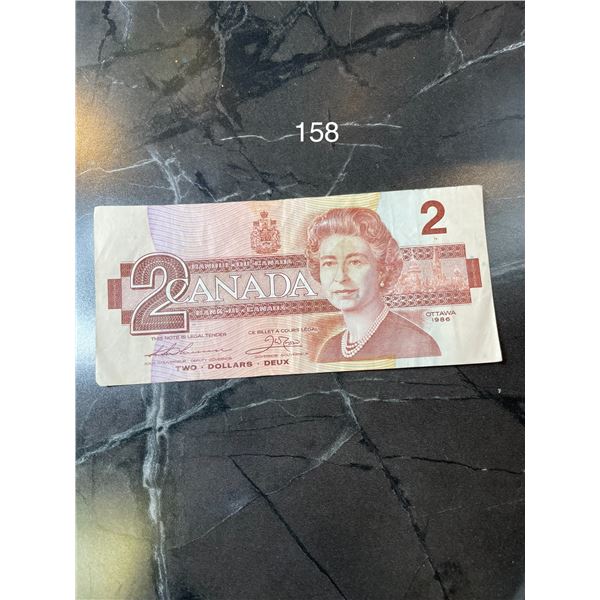 158
2
BANQUE · DU · CANADA
2 CANADA
BANK · OF · CANADA
OTTAWA
1986
THIS NOTE IS LEGAL TENDER
CE BILLET A COURS LÉGAL
TWO · DOLLARS · DEUX